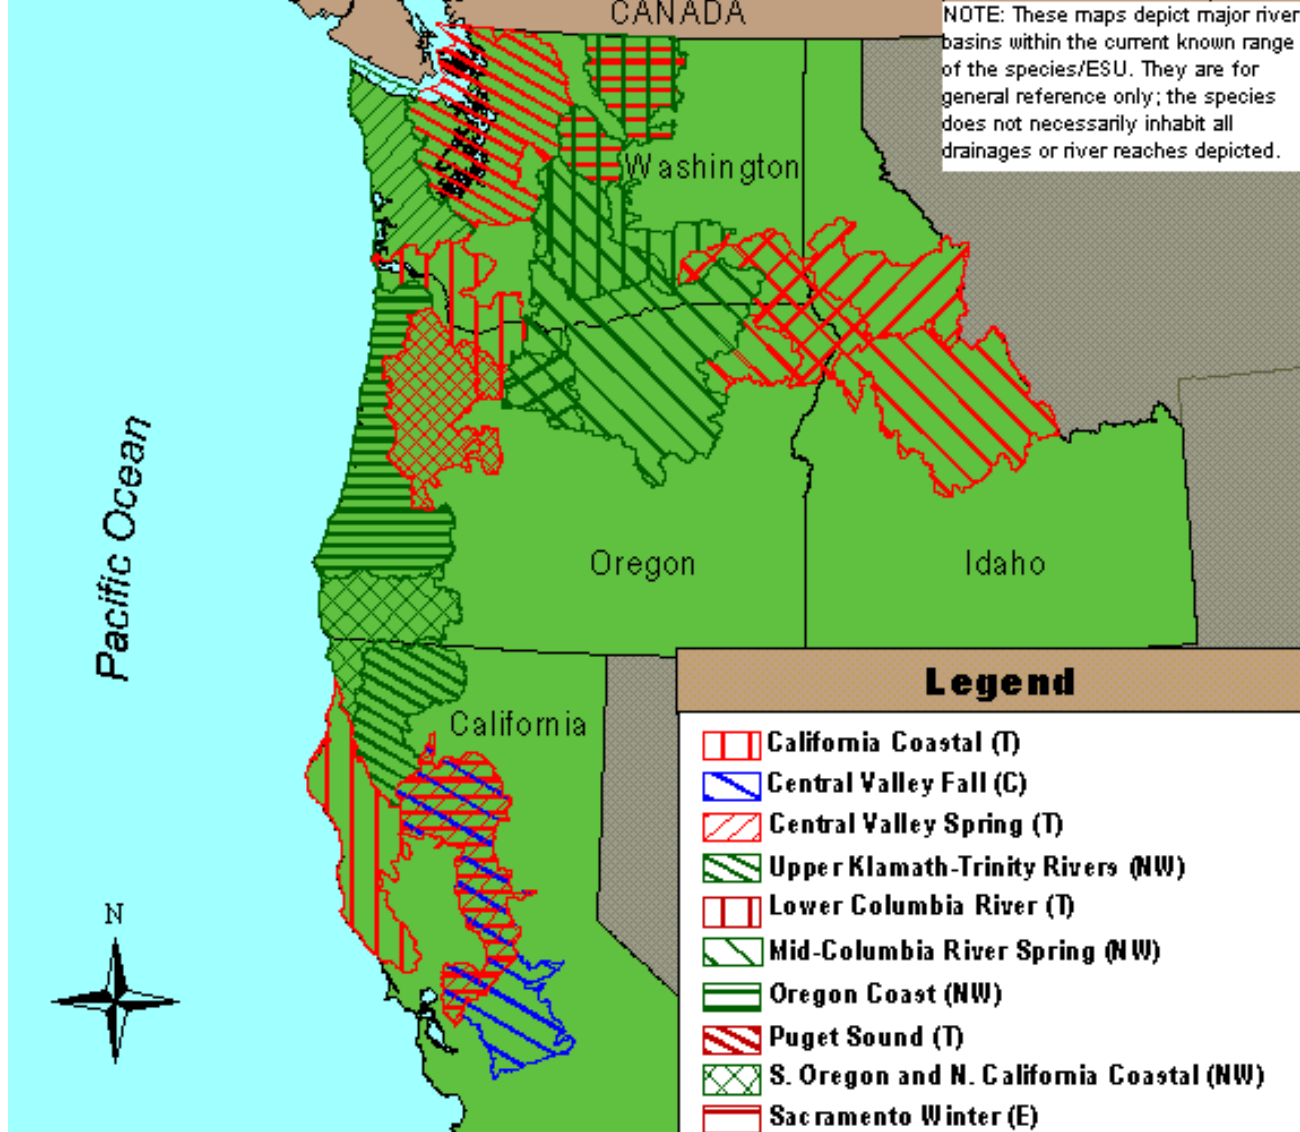 CANADA
NOTE: These maps depict major river
basins within the current known range
of the species/ESU. They are for
general reference only; the species
does not necessarily inhabit all
drainages or river reaches depicted.
Washington
Pacific Ocean
Oregon
Idaho
California
N
Legend
California Coastal (T)
Central Valley Fall (C)
Central Valley Spring (T)
Upper Klamath-Trinity Rivers (NW)
Lower Columbia River (T)
Mid-Columbia River Spring (NW)
Oregon Coast (NW)
Puget Sound (T)
S. Oregon and N. California Coastal (NW)
Sacramento Winter (E)